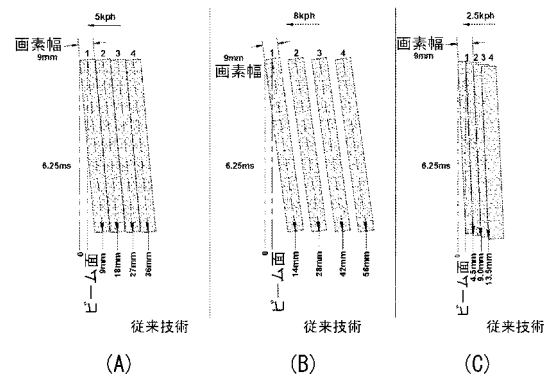 5kph
画素幅
9mm
1 2 3 4
6.25ms
0
9mm
18mm
27mm
36mm
ビーム面
従来技術
(A)
8kph
9mm
画素幅
1 2 3 4
6.25ms
0
14mm
28mm
42mm
56mm
ビーム面
従来技術
(B)
2.5kph
画素幅
9mm
1 2 3 4
6.25ms
0
4.5mm
9.0mm
13.5mm
ビーム面
従来技術
(C)